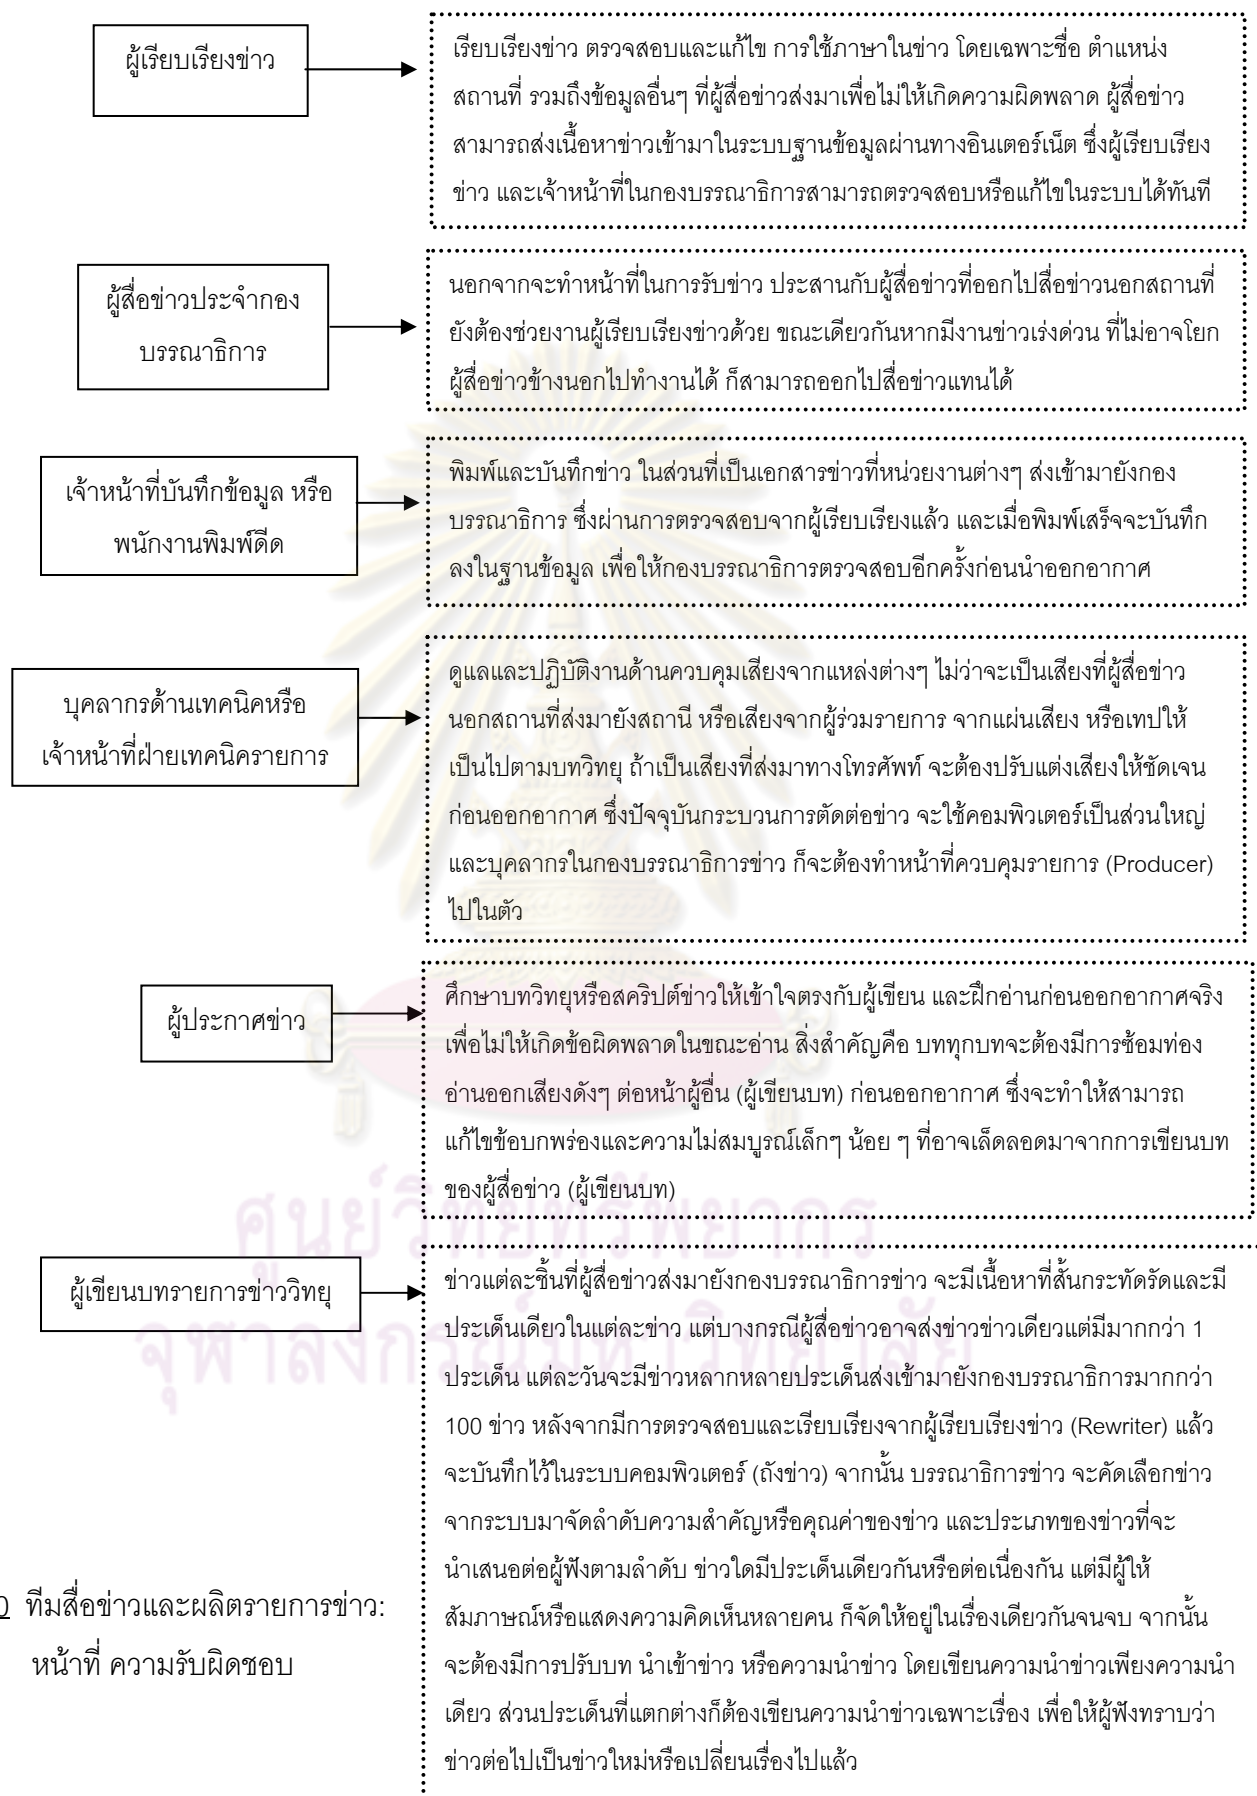 ผู้เรียบเรียงข่าว
เรียบเรียงข่าว ตรวจสอบและแก้ไข การใช้ภาษาในข่าว โดยเฉพาะชื่อ ตำแหน่ง
สถานที่ รวมถึงข้อมูลอื่นๆ ที่ผู้สื่อข่าวส่งมาเพื่อไม่ให้เกิดความผิดพลาด ผู้สื่อข่าว
สามารถส่งเนื้อหาข่าวเข้ามาในระบบฐานข้อมูลผ่านทางอินเตอร์เน็ต ซึ่งผู้เรียบเรียง
ข่าว และเจ้าหน้าที่ในกองบรรณาธิการสามารถตรวจสอบหรือแก้ไขในระบบได้ทันที
ผู้สื่อข่าวประจำกอง
บรรณาธิการ
นอกจากจะทำหน้าที่ในการรับข่าว ประสานกับผู้สื่อข่าวที่ออกไปสื่อข่าวนอกสถานที่
ยังต้องช่วยงานผู้เรียบเรียงข่าวด้วย ขณะเดียวกันหากมีงานข่าวเร่งด่วน ที่ไม่อาจโยก
ผู้สื่อข่าวข้างนอกไปทำงานได้ ก็สามารถออกไปสื่อข่าวแทนได้
เจ้าหน้าที่บันทึกข้อมูล หรือ
พนักงานพิมพ์ดีด
พิมพ์และบันทึกข่าว ในส่วนที่เป็นเอกสารข่าวที่หน่วยงานต่างๆ ส่งเข้ามายังกอง
บรรณาธิการ ซึ่งผ่านการตรวจสอบจากผู้เรียบเรียงแล้ว และเมื่อพิมพ์เสร็จจะบันทึก
ลงในฐานข้อมูล เพื่อให้กองบรรณาธิการตรวจสอบอีกครั้งก่อนนำออกอากาศ
บุคลากรด้านเทคนิคหรือ
เจ้าหน้าที่ฝ่ายเทคนิครายการ
ดูแลและปฏิบัติงานด้านควบคุมเสียงจากแหล่งต่างๆ ไม่ว่าจะเป็นเสียงที่ผู้สื่อข่าว
นอกสถานที่ส่งมายังสถานี หรือเสียงจากผู้ร่วมรายการ จากแผ่นเสียง หรือเทปให้
เป็นไปตามบทวิทยุ ถ้าเป็นเสียงที่ส่งมาทางโทรศัพท์ จะต้องปรับแต่งเสียงให้ชัดเจน
ก่อนออกอากาศ ซึ่งปัจจุบันกระบวนการตัดต่อข่าว จะใช้คอมพิวเตอร์เป็นส่วนใหญ่
และบุคลากรในกองบรรณาธิการข่าว ก็จะต้องทำหน้าที่ควบคุมรายการ (Producer)
ไปในตัว
ผู้ประกาศข่าว
ศึกษาบทวิทยุหรือสคริปต์ข่าวให้เข้าใจตรงกับผู้เขียน และฝึกอ่านก่อนออกอากาศจริง
เพื่อไม่ให้เกิดข้อผิดพลาดในขณะอ่าน สิ่งสำคัญคือ บททุกบทจะต้องมีการซ้อมท่อง
อ่านออกเสียงดังๆ ต่อหน้าผู้อื่น (ผู้เขียนบท) ก่อนออกอากาศ ซึ่งจะทำให้สามารถ
แก้ไขข้อบกพร่องและความไม่สมบูรณ์เล็กๆ น้อย ๆ ที่อาจเล็ดลอดมาจากการเขียนบท
ของผู้สื่อข่าว (ผู้เขียนบท)
ศูนย์วิทยทรัพยากร
จุฬาลงกรณ์มหาวิทยาลัย
ผู้เขียนบทรายการข่าววิทยุ
ข่าวแต่ละชิ้นที่ผู้สื่อข่าวส่งมายังกองบรรณาธิการข่าว จะมีเนื้อหาที่สั้นกระทัดรัดและมี
ประเด็นเดียวในแต่ละข่าว แต่บางกรณีผู้สื่อข่าวอาจส่งข่าวข่าวเดียวแต่มีมากกว่า 1
ประเด็น แต่ละวันจะมีข่าวหลากหลายประเด็นส่งเข้ามายังกองบรรณาธิการมากกว่า
100 ข่าว หลังจากมีการตรวจสอบและเรียบเรียงจากผู้เรียบเรียงข่าว (Rewriter) แล้ว
จะบันทึกไว้ในระบบคอมพิวเตอร์ (ถังข่าว) จากนั้น บรรณาธิการข่าว จะคัดเลือกข่าว
จากระบบมาจัดลำดับความสำคัญหรือคุณค่าของข่าว และประเภทของข่าวที่จะ
นำเสนอต่อผู้ฟังตามลำดับ ข่าวใดมีประเด็นเดียวกันหรือต่อเนื่องกัน แต่มีผู้ให้
สัมภาษณ์หรือแสดงความคิดเห็นหลายคน ก็จัดให้อยู่ในเรื่องเดียวกันจนจบ จากนั้น
จะต้องมีการปรับบท นำเข้าข่าว หรือความนำข่าว โดยเขียนความนำข่าวเพียงความนำ
เดียว ส่วนประเด็นที่แตกต่างก็ต้องเขียนความนำข่าวเฉพาะเรื่อง เพื่อให้ผู้ฟังทราบว่า
ข่าวต่อไปเป็นข่าวใหม่หรือเปลี่ยนเรื่องไปแล้ว
0 ทีมสื่อข่าวและผลิตรายการข่าว:
หน้าที่ ความรับผิดชอบ